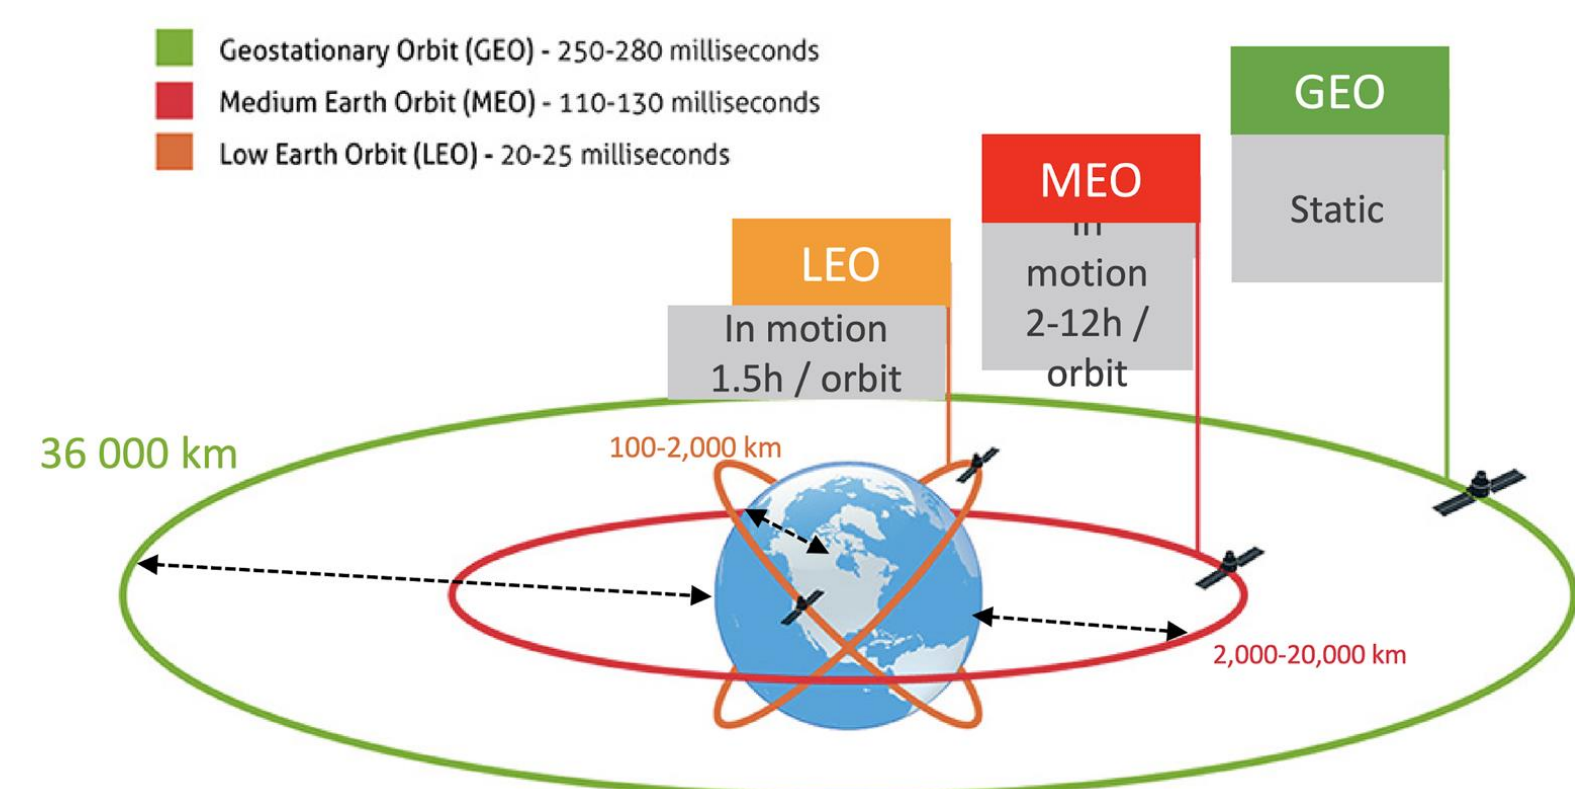 Geostationary Orbit (GEO) - 250-280 milliseconds
Medium Earth Orbit (MEO) - 110-130 milliseconds
Low Earth Orbit (LEO) - 20-25 milliseconds
GEO
Static
MEO
In
motion
2-12h /
orbit
LEO
In motion
1.5h / orbit
36 000 km
100-2,000 km
2,000-20,000 km